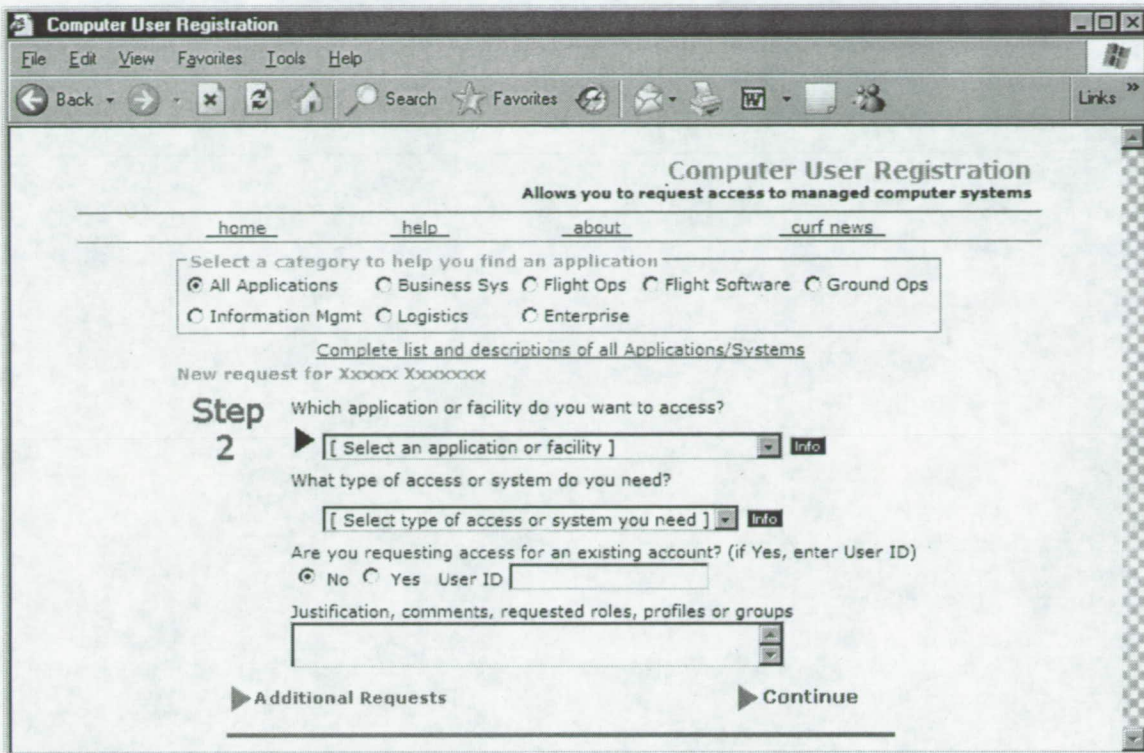 Computer User Registration
File Edit View Favorites Tools Help
Back Search Favorites Links »
Computer User Registration
Allows you to request access to managed computer systems
home help about curf news
Select a category to help you find an application
All Applications Business Sys Flight Ops Flight Software Ground Ops
Information Mgmt Logistics Enterprise
Complete list and descriptions of all Applications/Systems
New request for Xxxxx Xxxxxxx
Step 2
Which application or facility do you want to access?
[ Select an application or facility ] Info
What type of access or system do you need?
[ Select type of access or system you need ] Info
Are you requesting access for an existing account? (if Yes, enter User ID)
No Yes User ID
Justification, comments, requested roles, profiles or groups
Additional Requests Continue